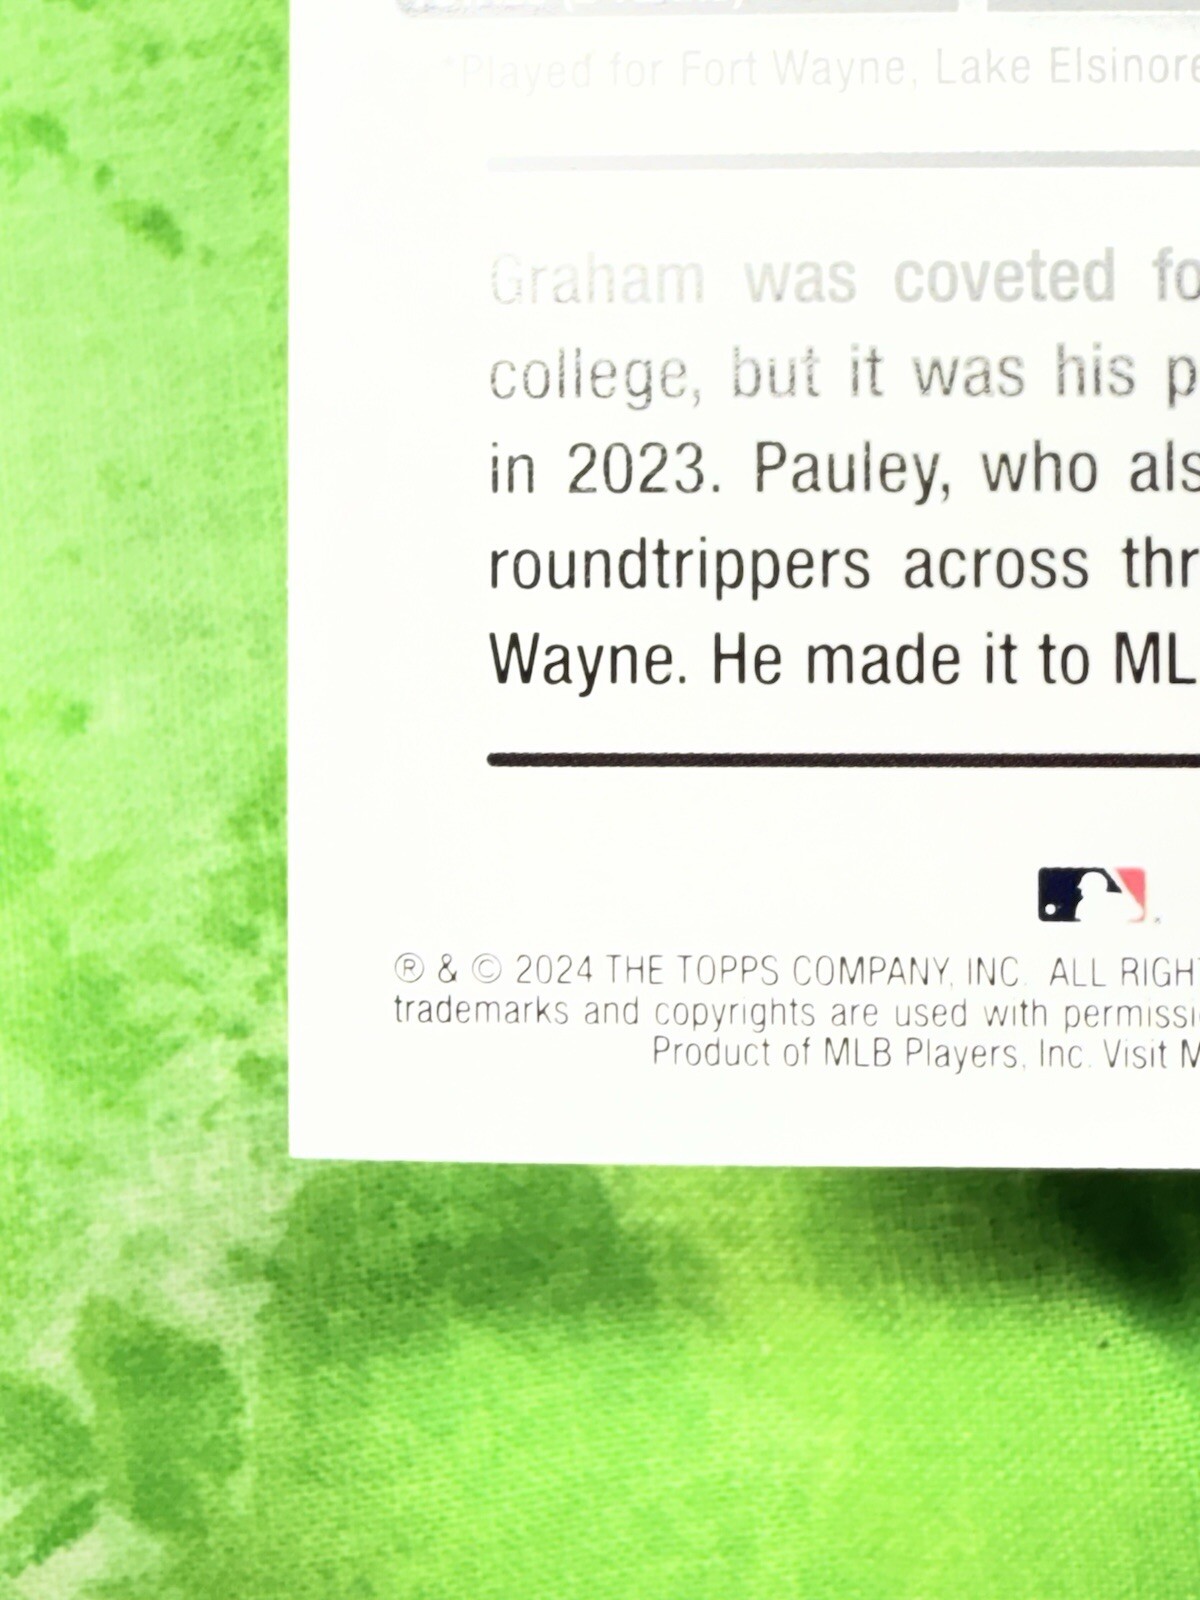 *Played for Fort Wayne, Lake Elsinore
Graham was coveted fo
college, but it was his p
in 2023. Pauley, who als
roundtrippers across thr
Wayne. He made it to ML
® & © 2024 THE TOPPS COMPANY, INC. ALL RIGHT
trademarks and copyrights are used with permissi
Product of MLB Players, Inc. Visit M